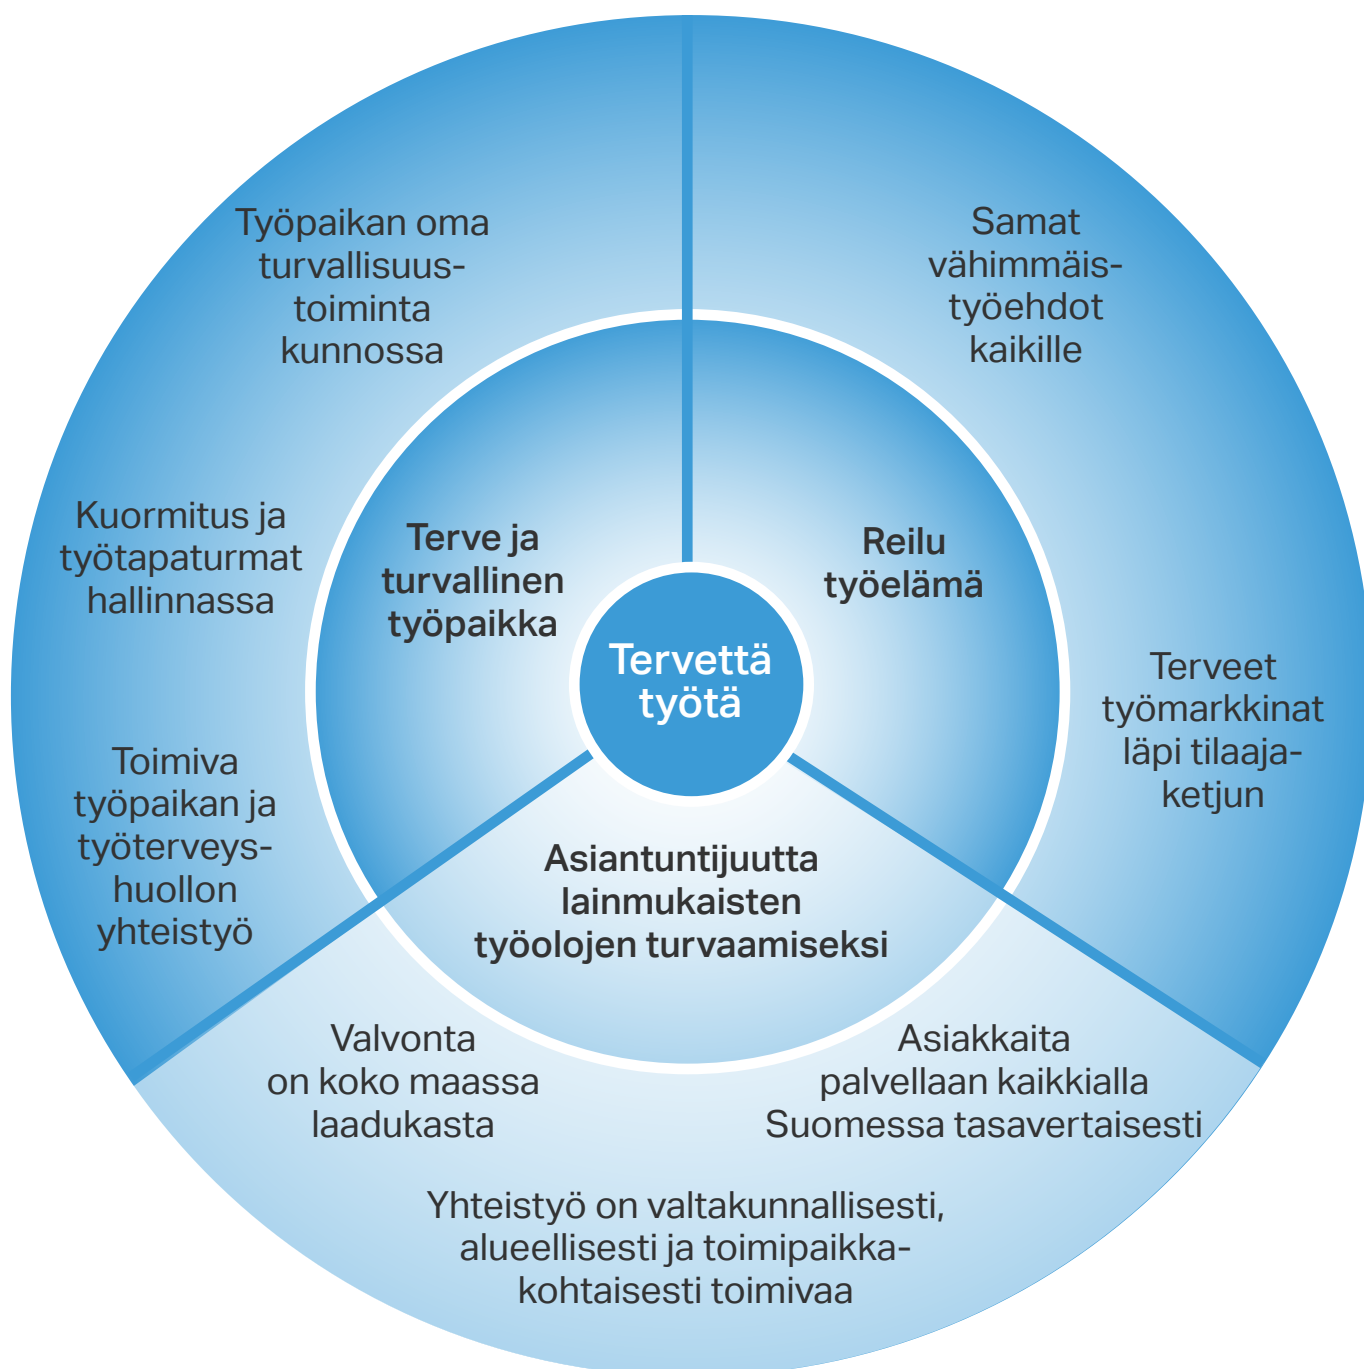 Työpaikan oma
turvallisuus-
toiminta
kunnossa
Kuormitus ja
työtapaturmat
hallinnassa
Toimiva
työpaikan ja
työterveys-
huollon
yhteistyö
Terve ja
turvallinen
työpaikka
Tervettä
työtä
Reilu
työelämä
Samat
vähimmäis-
työehdot
kaikille
Terveet
työmarkkinat
läpi tilaaja-
ketjun
Asiantuntijuutta
lainmukaisten
työolojen turvaamiseksi
Valvonta
on koko maassa
laadukasta
Asiakkaita
palvellaan kaikkialla
Suomessa tasavertaisesti
Yhteistyö on valtakunnallisesti,
alueellisesti ja toimipaikka-
kohtaisesti toimivaa